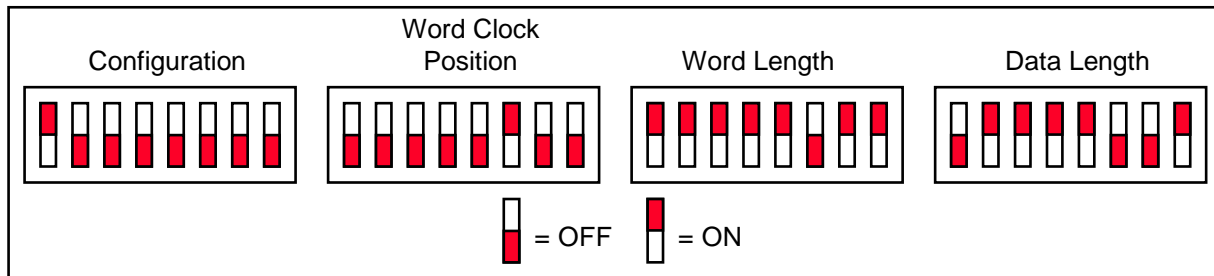 Configuration
Word Clock
Position
Word Length
Data Length
= OFF
= ON